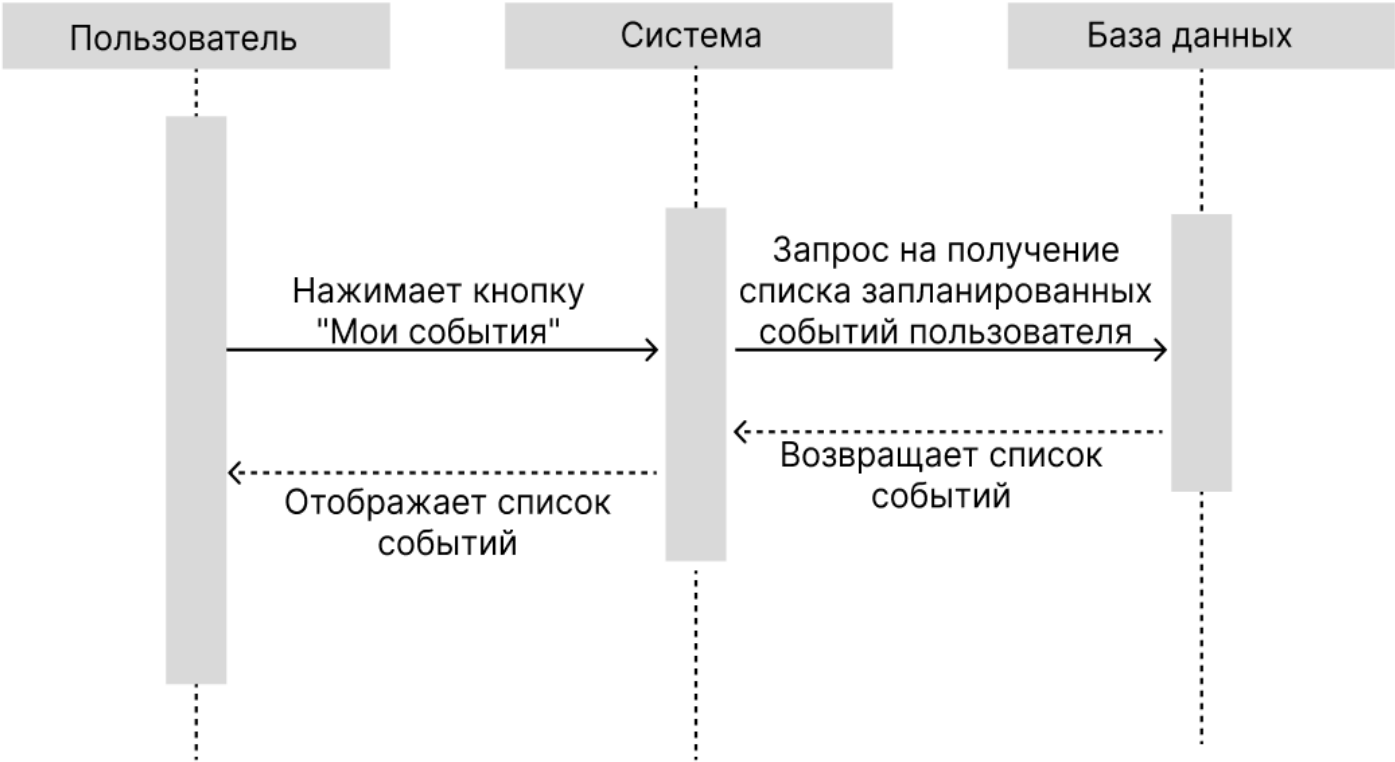 Пользователь
Система
База данных
Нажимает кнопку
"Мои события"
Запрос на получение
списка запланированных
событий пользователя
Возвращает список
событий
Отображает список
событий